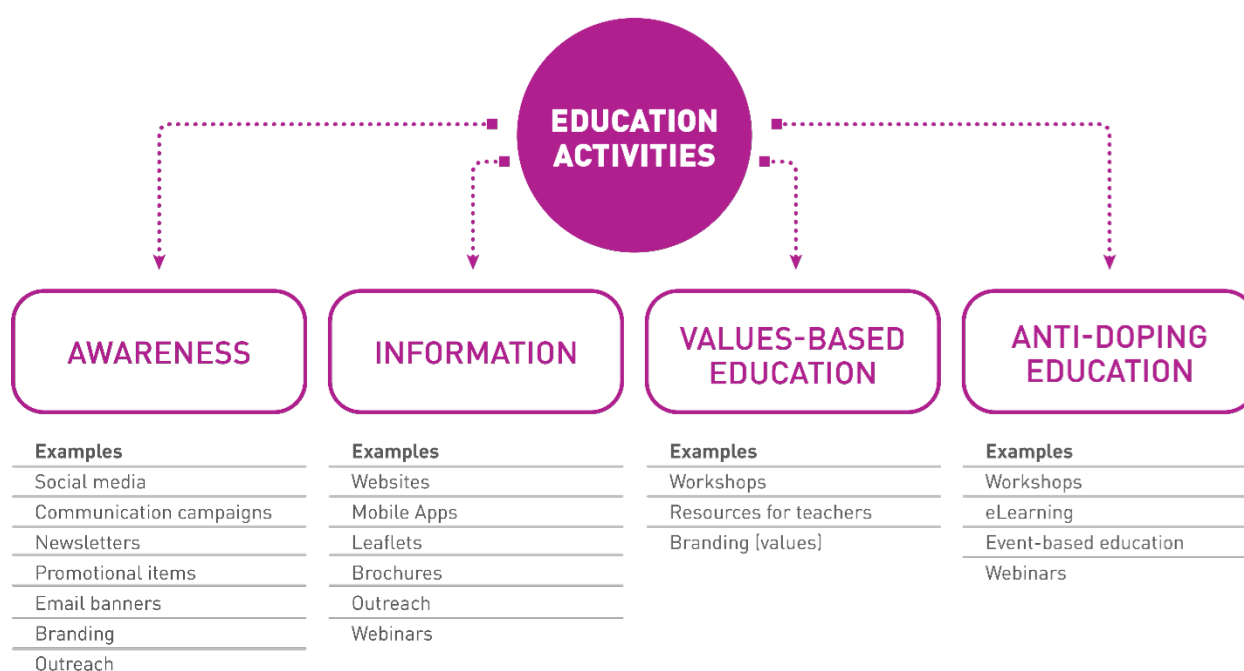 EDUCATION
ACTIVITIES
AWARENESS
INFORMATION
VALUES-BASED
EDUCATION
ANTI-DOPING
EDUCATION
Examples
Social media
Communication campaigns
Newsletters
Promotional items
Email banners
Branding
Outreach
Examples
Websites
Mobile Apps
Leaflets
Brochures
Outreach
Webinars
Examples
Workshops
Resources for teachers
Branding (values)
Examples
Workshops
eLearning
Event-based education
Webinars